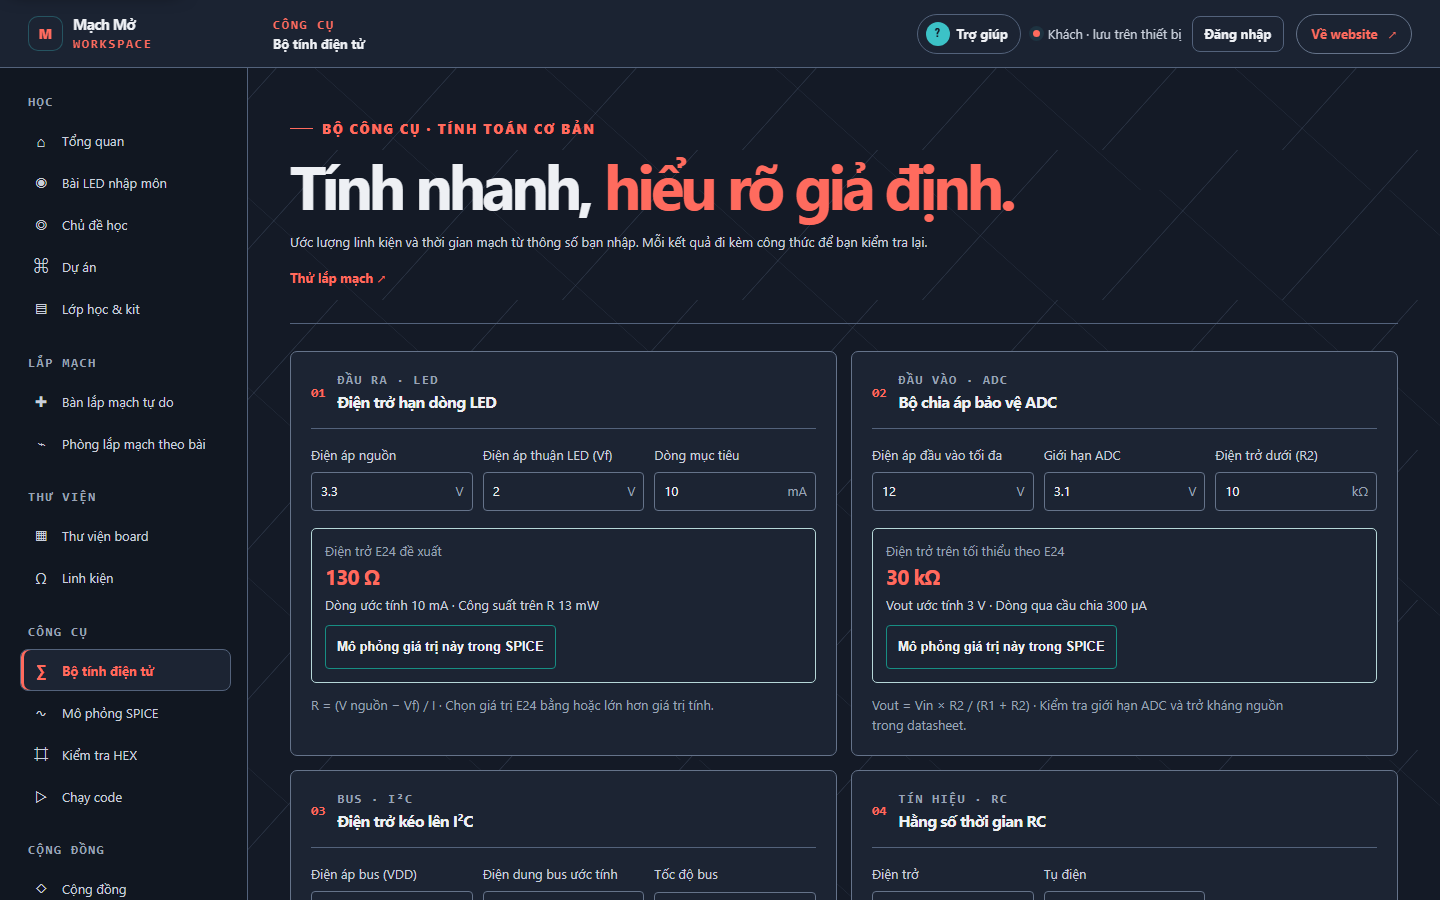 M
Mạch Mở
WORKSPACE
CÔNG CỤ
Bộ tính điện tử
? Trợ giúp
Khách · lưu trên thiết bị
Đăng nhập
Về website ↗
HỌC
Tổng quan
Bài LED nhập môn
Chủ đề học
Dự án
Lớp học & kit
LẮP MẠCH
Bàn lắp mạch tự do
Phòng lắp mạch theo bài
THƯ VIỆN
Thư viện board
Ω Linh kiện
CÔNG CỤ
∑ Bộ tính điện tử
∿ Mô phỏng SPICE
Kiểm tra HEX
Chạy code
CỘNG ĐỒNG
Cộng đồng
BỘ CÔNG CỤ · TÍNH TOÁN CƠ BẢN
Tính nhanh, hiểu rõ giả định.
Ước lượng linh kiện và thời gian mạch từ thông số bạn nhập. Mỗi kết quả đi kèm công thức để bạn kiểm tra lại.
Thử lắp mạch ↗
01
ĐẦU RA · LED
Điện trở hạn dòng LED
Điện áp nguồn
Điện áp thuận LED (Vf)
Dòng mục tiêu
3.3 V
2 V
10 mA
Điện trở E24 đề xuất
130 Ω
Dòng ước tính 10 mA · Công suất trên R 13 mW
Mô phỏng giá trị này trong SPICE
R = (V nguồn − Vf) / I · Chọn giá trị E24 bằng hoặc lớn hơn giá trị tính.
02
ĐẦU VÀO · ADC
Bộ chia áp bảo vệ ADC
Điện áp đầu vào tối đa
Giới hạn ADC
Điện trở dưới (R2)
12 V
3.1 V
10 kΩ
Điện trở trên tối thiểu theo E24
30 kΩ
Vout ước tính 3 V · Dòng qua cầu chia 300 µA
Mô phỏng giá trị này trong SPICE
Vout = Vin × R2 / (R1 + R2) · Kiểm tra giới hạn ADC và trở kháng nguồn
trong datasheet.
03
BUS · I²C
Điện trở kéo lên I²C
Điện áp bus (VDD)
Điện dung bus ước tính
Tốc độ bus
04
TÍN HIỆU · RC
Hằng số thời gian RC
Điện trở
Tụ điện